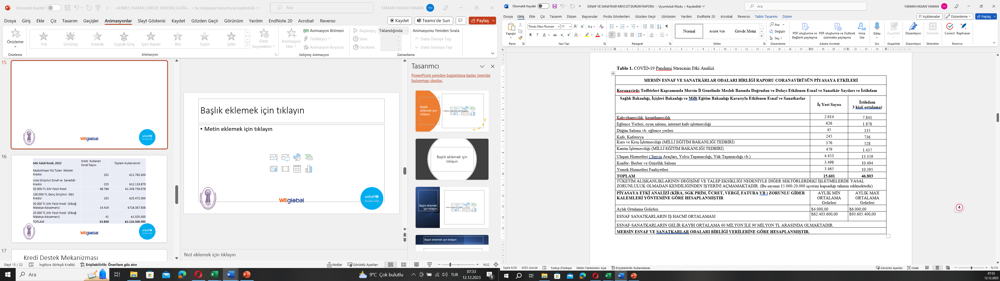 Otomatik Kaydet
AHMET_YAMAN_UNICEF_MERSIN_GAZIA... • bu bilgisayar konumuna kaydedildi
Ara
YAMAN HASAN YAMAN
YH
Dosya Giriş Ekle Çiz Tasarım Geçişler Animasyonlar Slayt Gösterisi Kaydet Gözden Geçir Görünüm Yardım EndNote 20 Acrobat Reverso
Kaydet
Teams'de Sun
Paylaş
Önizleme
Yok Görünüş Solarak Uçarak Giriş İçeri Kaydır Böl Süpür Şekil
Efekt Seçenekleri
Animasyon Ekle
Animasyon Bölmesi
Tetikleyici
Animasyon Boyacısı
Başlangıç: Tıklandığında
Süre:
Gecikme:
Animasyonu Yeniden Sırala
Daha Önceye Taşı
Daha Sonraya Taşı
Önizleme
Animasyon
Gelişmiş Animasyon
Zamanlama
15
TESK
WEglobal
unicef
for every child
16
Sıfır Faizli Kredi, 2022 Kredi Kullanan Esnaf Sayısı Toplam Kullanıdırım
Kaybolmaya Yüz Tutan Meslek Kredisi 252 ₺11.782.600
Usta Girişimci Esnaf ve Sanatkâr Kredisi 225 ₺12.119.879
30.000-TL Sıfır Faizli Kredi 48.768 ₺1.349.739.678
100.000-TL Genç Girişimci E&S Kredisi 153 ₺23.472.000
50.000 TL Sıfır Faizli Kredi (Elâzığ-Malatya-Adıyaman)) 14.419 ₺718.367.838
25.000 TL Sıfır Faizli Kredi (Elâzığ-Malatya-Adıyaman)) 41 ₺1.025.000
TOPLAM 63.858 ₺2.116.506.995
WEglobal
unicef
for every child
17
Kredi Destek Mekanizması
Başlık eklemek için tıklayın
• Metin eklemek için tıklayın
TESK
WEglobal
unicef
for every child
Not eklemek için tıklayın
Tasarımcı
PowerPoint yeniden başlatılana kadar öneride
bulunmayı durdur.
Başlık eklemek için tıklayın
• Metin eklemek için tıklayın
Başlık eklemek için tıklayın
Başlık eklemek için tıklayın
Başlık eklemek için tıklayın
Slayt 15 / 22
İngilizce (Birleşik Krallık)
Erişilebilirlik: Önerilere göz atın
Notlar
Görüntü Ayarları
%52
Ara
9°C Çok bulutlu
TUR
07:33
12.12.2023
8
Otomatik Kaydet
ESNAF VE SANATKAR MEVCUT DURUM RAPORU - Uyumluluk Modu • Kaydedildi
Ara
YAMAN HASAN YAMAN
YH
Dosya Giriş Ekle Çiz Tasarım Düzen Başvurular Posta Gönderileri Gözden Geçir Görünüm Yardım EndNote 20 Acrobat Reverso Tablo Tasarımı Düzen
Açıklamalar
Düzenleme
Paylaş
Yapıştır
Times New Roman
11
K T A ab x₂ x²
Normal
Aralık Yok
Gövde Metni
Ara
Değiştir
Seç
PDF oluşturma ve Bağlantı paylaşma
PDF oluşturma ve Outlook üzerinden paylaşma
İmza İste
Dikte
Duyarlılık
Düzenleyici
Eklentiler
Correct
Rephraser
Pano
Yazı Tipi
Paragraf
Stiller
Düzenleme
Adobe Acrobat
Ses
Duyarlılık
Düzenleyici
Eklentiler
Reverso
Tablo 1. COVİD-19 Pandemi Sürecinin Etki Analizi
MERSİN ESNAF VE SANATKÂRLAR ODALARI BİRLİĞİ RAPORU CORANAVİRÜSÜN PİYASAYA ETKİLERİ
Koranavirüs Tedbirleri Kapsamında Mersin İl Genelinde Meslek Bazında Doğrudan ve Dolayı Etkilenen Esnaf ve Sanatkâr Sayıları ve İstihdam
Sağlık Bakanlığı, İçişleri Bakanlığı ve Milli Eğitim Bakanlığı Kararıyla Etkilenen Esnaf ve Sanatkarlar İş Yeri Sayısı İstihdam 3 kişi( ortalama)
Kahvehanecilik, kıraathanecilik 2.614 7.841
Eğlence Yerleri, oyun salonu, internet kafe işletmeciliği 626 1.878
Düğün Salonu vb. eğlence yerleri 45 135
Kafe, Kafeterya 245 736
Kurs ve Kreş İşletmeciliği (MİLLİ EĞİTİM BAKANLIĞI TEDBİRİ) 176 528
Kantin İşletmeciliği (MİLLİ EĞİTİM BAKANLIĞI TEDBİRİ) 479 1.437
Ulaşım Hizmetleri ( Servis Araçları, Yolcu Taşımacılığı, Yük Taşımacılığı vb.) 4.453 13.359
Kuaför- Berber ve Güzellik Salonu 3.498 10.494
Yemek Hizmetleri Faaliyetleri 3.465 10.395
TOPLAM 15.601 46.803
TÜKETİM ALIŞKANLIKLARININ DEĞİŞİMİ VE TALEP EKSİKLİĞİ NEDENİYLE DİĞER SEKTÖRLERDEKİ İŞLETMELERDE YASAL
ZORUNLULUK OLMADAN KENDİLİĞİNDEN İŞYERİNİ AÇMAMAKTADIR. (Bu sayının 15.000-20.000 işyerini kapsadığı tahmin edilmektedir)
PİYASAYA ETKİ ANALİZİ (KİRA, SGK PRİM, ÜCRET, VERGİ, FATURA VB ) ZORUNLU GİDER KALEMLERİ YÖNTEMİNE GÖRE HESAPLANMIŞTIR AYLIK MİN ORTALAMA Gelirleri AYLIK MAX ORTALAMA Gelirleri
Aylık Ortalama Gelirleri ₺4.000,00 ₺6.000,00
ESNAF SANATKARLARIN İŞ HACMİ ORTALAMASI ₺62.403.600,00 ₺93.605.400,00
ESNAF-SANATKARLARIN GELİR KAYBI ORTALAMA 60 MİLYON İLE 90 MİLYON TL ARASINDA OLMAKTADIR.
MERSİN ESNAF VE SANATKARLAR ODALARI BİRLİĞİ VERİLERİNE GÖRE HESAPLANMIŞTIR.
4
Sayfa 9/28
4203 sözcük
Türkçe (Türkiye)
Metin Tahminleri: Açık
Erişilebilirlik: Kullanılamaz
Görüntü Ayarları
Odak
%110
07:33
12.12.2023